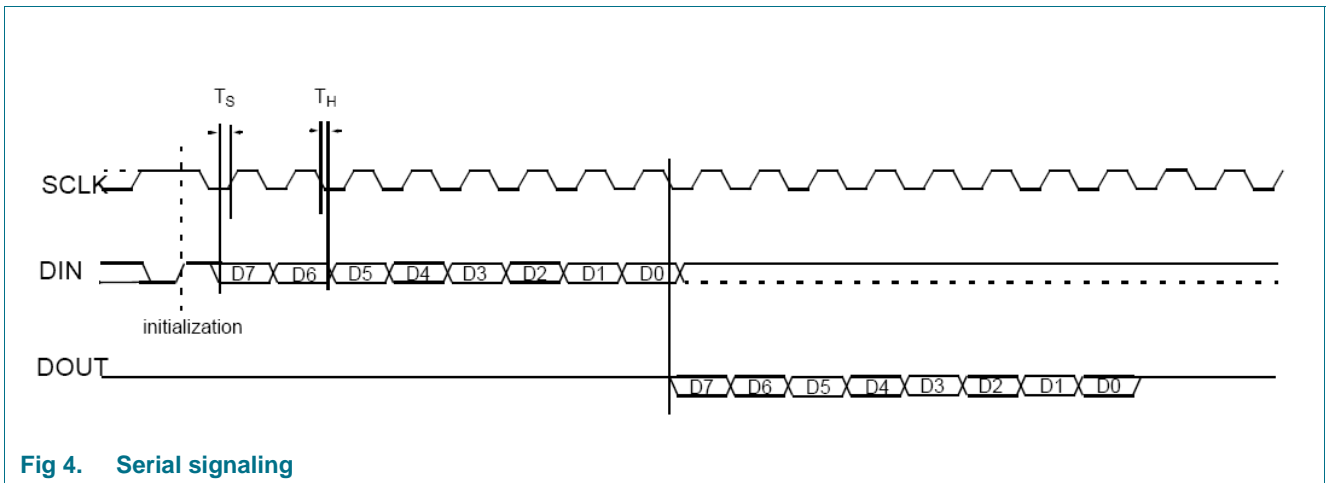 TS TH
SCLK
DIN D7 D6 D5 D4 D3 D2 D1 D0
initialization
DOUT D7 D6 D5 D4 D3 D2 D1 D0
Fig 4. Serial signaling